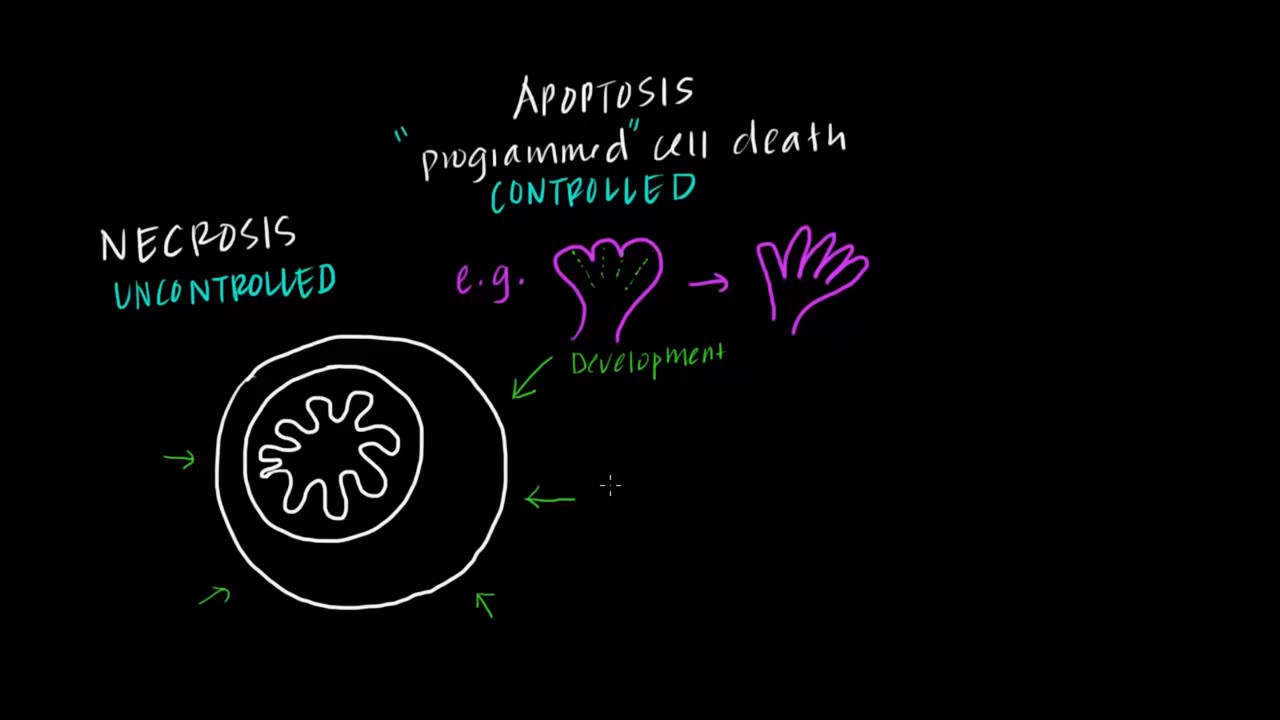 APOPTOSIS
"programmed" cell death
CONTROLLED
NECROSIS
UNCONTROLLED
e.g.
Development